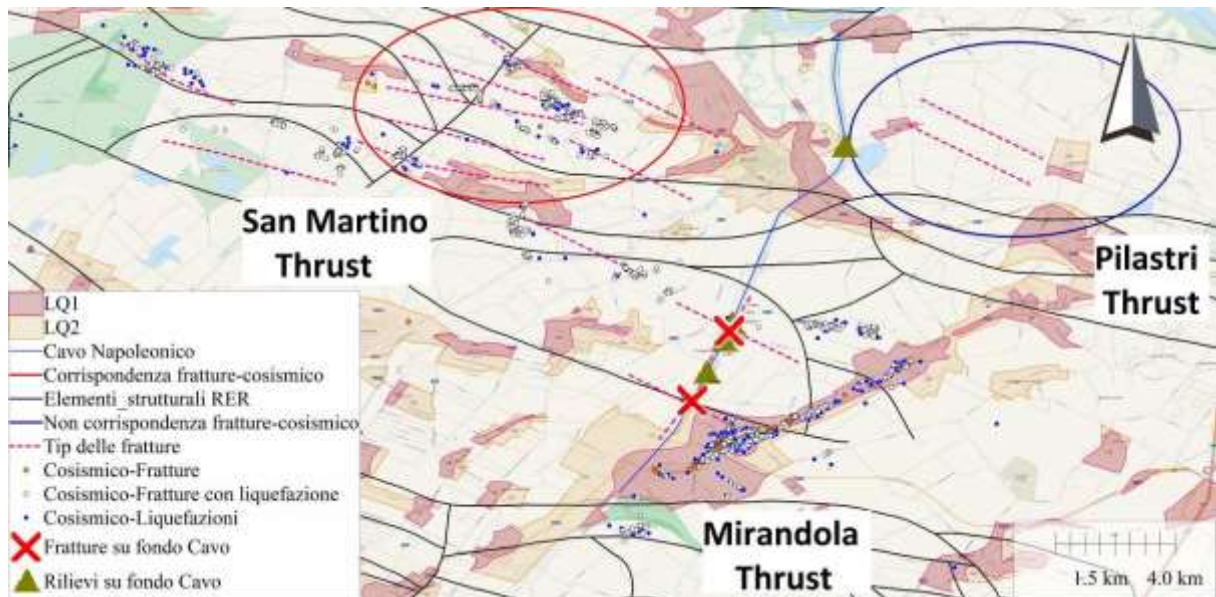 San Martino
Thrust
Pilastri
Thrust
LQ1
LQ2
Cavo Napoleonico
Corrispondenza fratture-cosismico
Elementi_strutturali RER
Non corrispondenza fratture-cosismico
Tip delle fratture
Cosismico-Fratture
Cosismico-Fratture con liquefazione
Cosismico-Liquefazioni
Fratture su fondo Cavo
Rilievi su fondo Cavo
Mirandola
Thrust
1.5 km 4.0 km